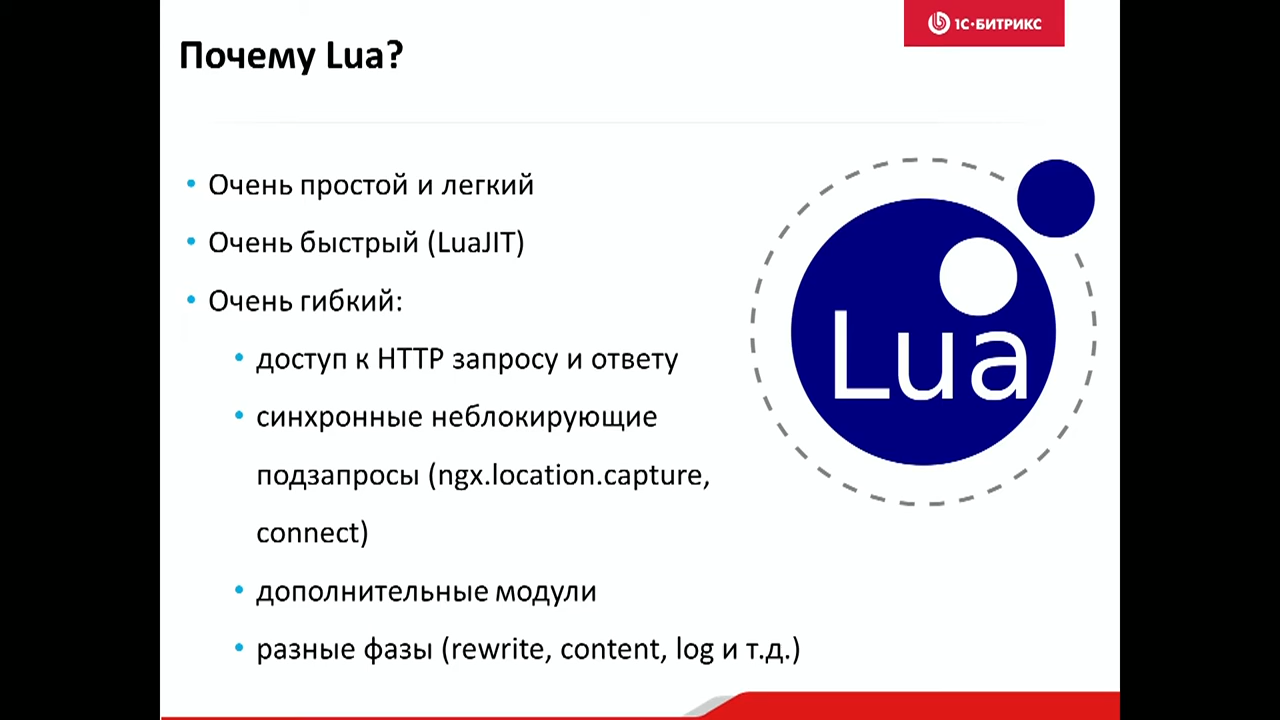 1С-БИТРИКС
Почему Lua?
• Очень простой и легкий
• Очень быстрый (LuaJIT)
• Очень гибкий:
• доступ к HTTP запросу и ответу
• синхронные неблокирующие
подзапросы (ngx.location.capture,
connect)
• дополнительные модули
• разные фазы (rewrite, content, log и т.д.)
Lua